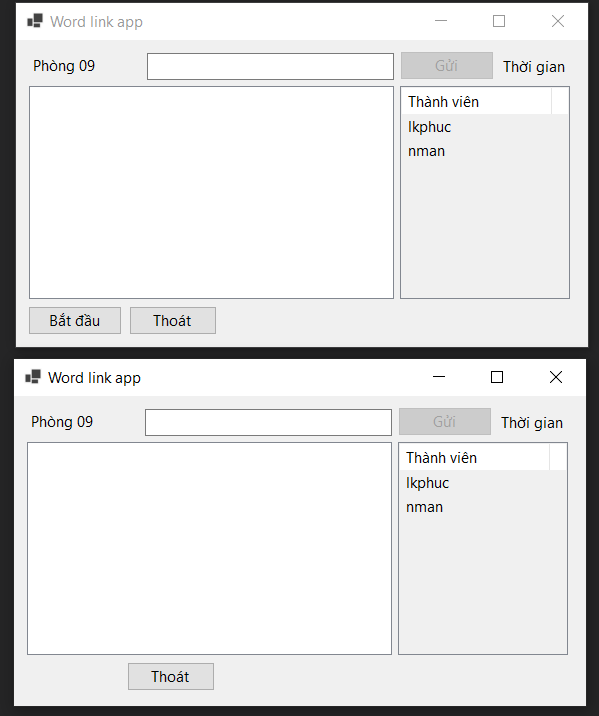 Word link app
Phòng 09 Gửi Thời gian
Thành viên
lkphuc
nman
Bắt đầu Thoát
Word link app
Phòng 09 Gửi Thời gian
Thành viên
lkphuc
nman
Thoát